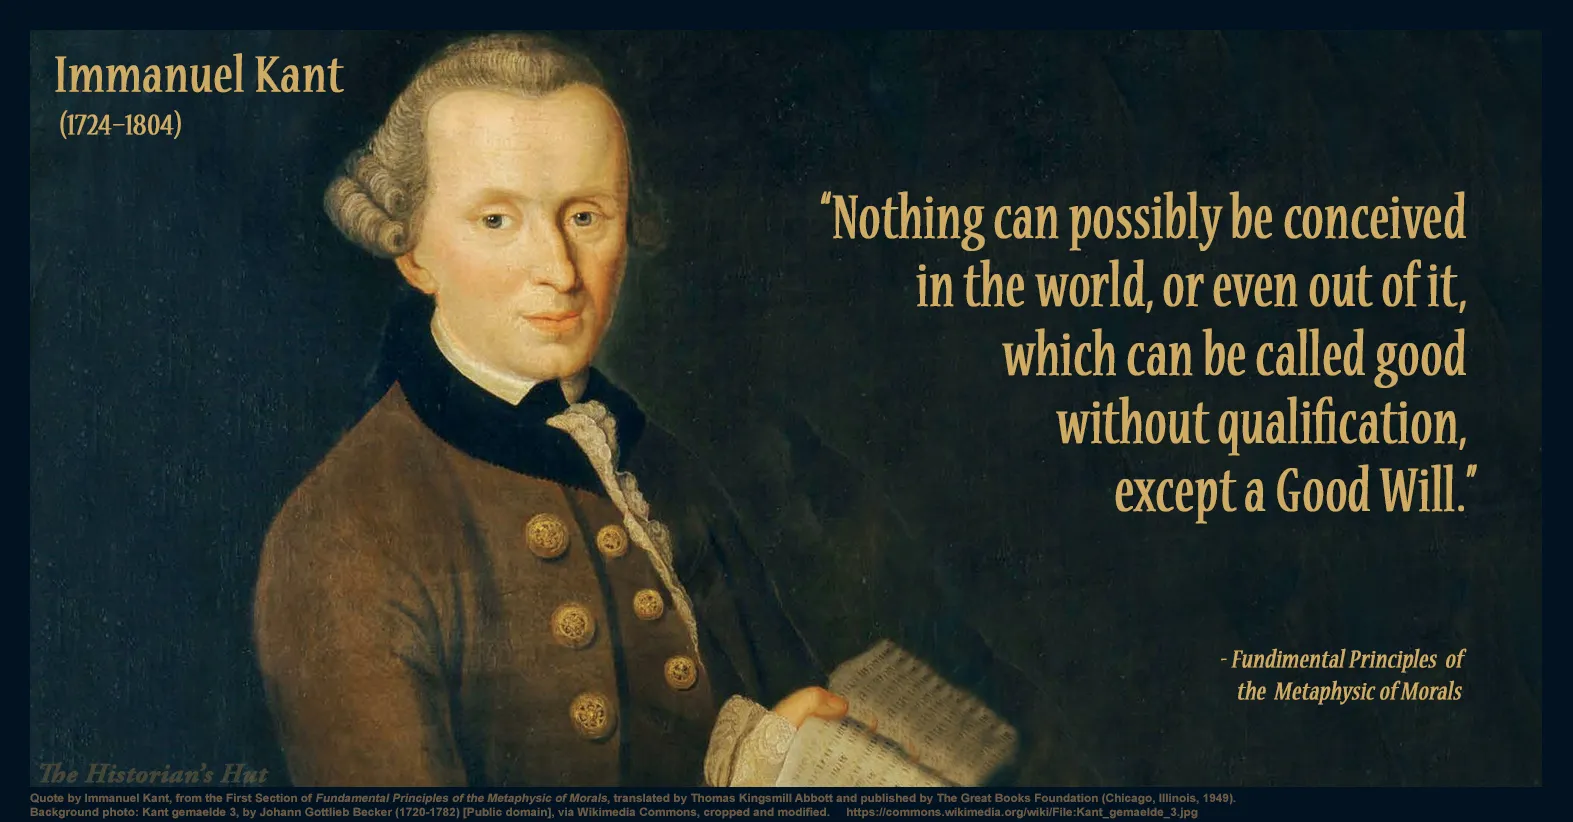 Immanuel Kant
(1724–1804)
“Nothing can possibly be conceived
in the world, or even out of it,
which can be called good
without qualification,
except a Good Will.”
- Fundimental Principles of
the Metaphysic of Morals
The Historian's Hut
Quote by Immanuel Kant, from the First Section of Fundamental Principles of the Metaphysic of Morals, translated by Thomas Kingsmill Abbott and published by The Great Books Foundation (Chicago, Illinois, 1949).
Background photo: Kant gemaelde 3, by Johann Gottlieb Becker (1720-1782) [Public domain], via Wikimedia Commons, cropped and modified. https://commons.wikimedia.org/wiki/File:Kant_gemaelde_3.jpg